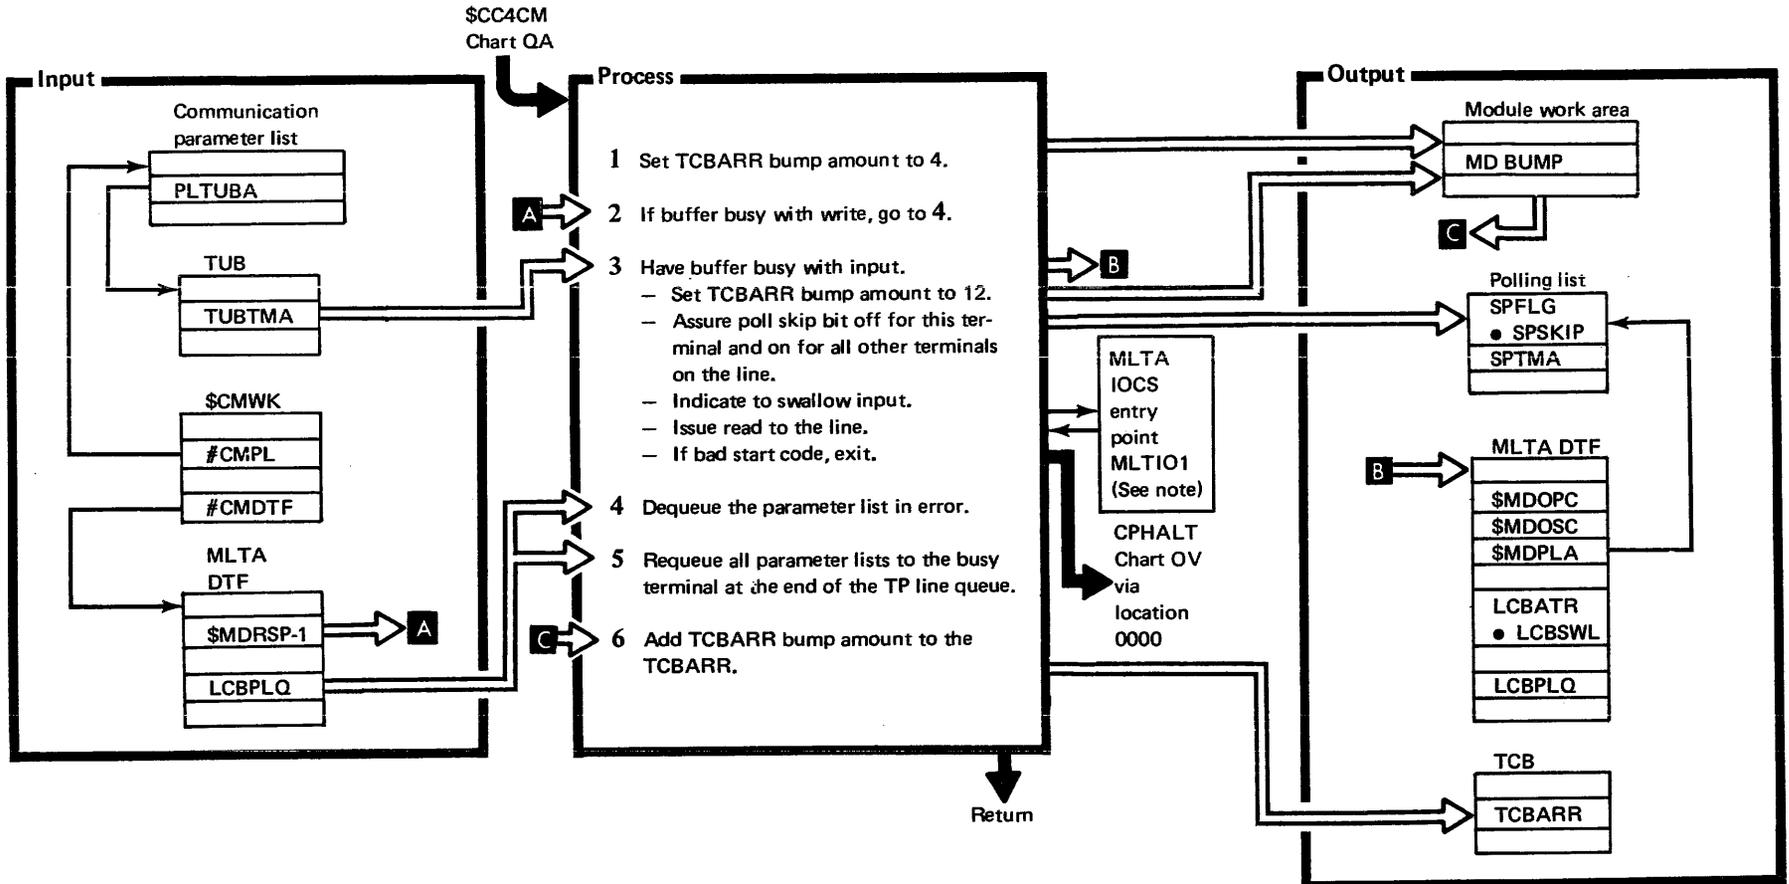 $CC4CM
Chart QA
Input
Communication
parameter list
PLTUBA
TUB
TUBTMA
$CMWK
#CMPL
#CMDTF
MLTA
DTF
$MDRSP-1
A
LCBPLQ
Process
1 Set TCBARR bump amount to 4.
A
2 If buffer busy with write, go to 4.
3 Have buffer busy with input.
— Set TCBARR bump amount to 12.
— Assure poll skip bit off for this ter-
minal and on for all other terminals
on the line.
— Indicate to swallow input.
— Issue read to the line.
— If bad start code, exit.
4 Dequeue the parameter list in error.
5 Requeue all parameter lists to the busy
terminal at the end of the TP line queue.
C
6 Add TCBARR bump amount to the
TCBARR.
Return
B
MLTA
IOCS
entry
point
MLTIO1
(See note)
CPHALT
Chart OV
via
location
0000
Output
Module work area
MD BUMP
C
Polling list
SPFLG
● SPSKIP
SPTMA
MLTA DTF
B
$MDOPC
$MDOSC
$MDPLA
LCBATR
● LCBSWL
LCBPLQ
TCB
TCBARR